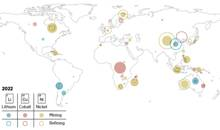 2022
Li Co Ni
Lithium Cobalt Nickel
Mining
Refining